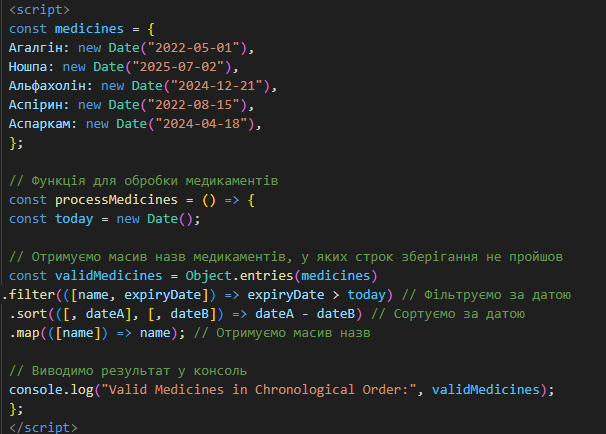 <script>
const medicines = {
Агалгін: new Date("2022-05-01"),
Ношпа: new Date("2025-07-02"),
Альфахолін: new Date("2024-12-21"),
Аспірин: new Date("2022-08-15"),
Аспаркам: new Date("2024-04-18"),
};
// Функція для обробки медикаментів
const processMedicines = () => {
const today = new Date();
// Отримуємо масив назв медикаментів, у яких строк зберігання не пройшов
const validMedicines = Object.entries(medicines)
.filter(([name, expiryDate]) => expiryDate > today) // Фільтруємо за датою
.sort(([, dateA], [, dateB]) => dateA - dateB) // Сортуємо за датою
.map(([name]) => name); // Отримуємо масив назв
// Виводимо результат у консоль
console.log("Valid Medicines in Chronological Order:", validMedicines);
};
</script>